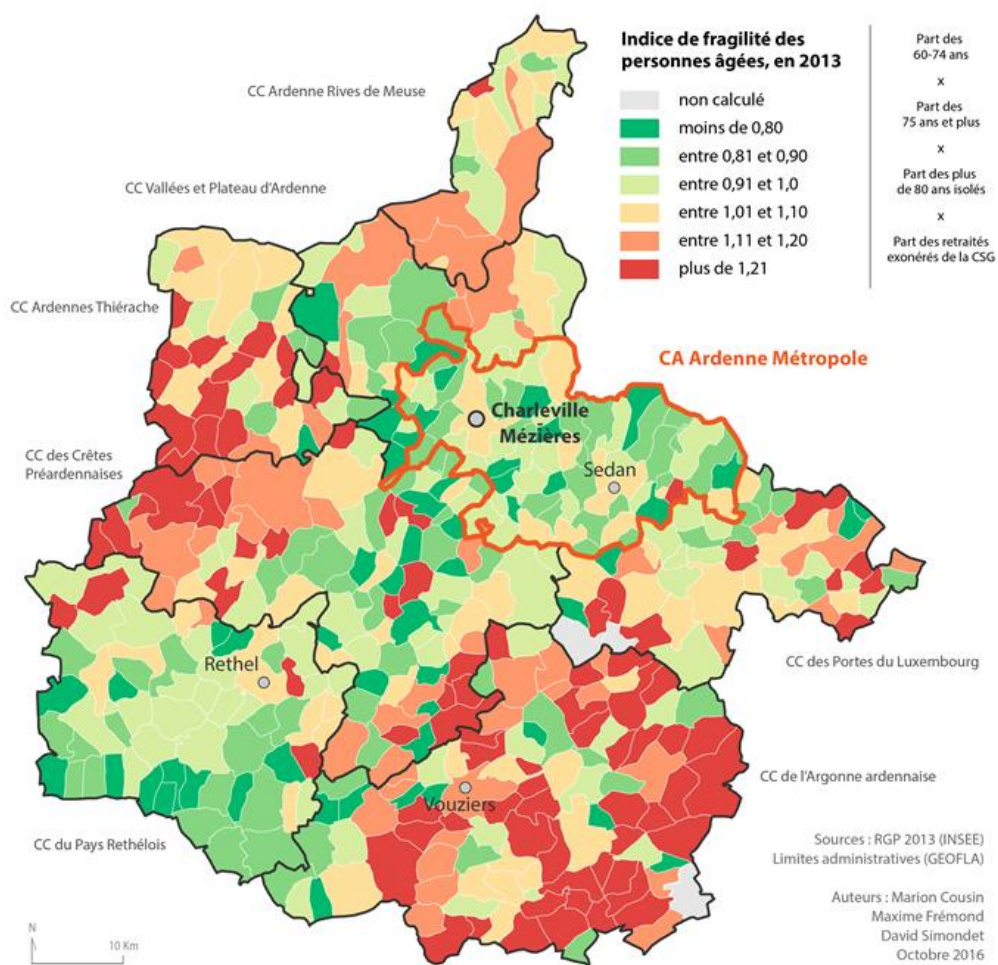 Indice de fragilité des
personnes âgées, en 2013
non calculé
moins de 0,80
entre 0,81 et 0,90
entre 0,91 et 1,0
entre 1,01 et 1,10
entre 1,11 et 1,20
plus de 1,21
Part des
60-74 ans
x
Part des
75 ans et plus
x
Part des plus
de 80 ans isolés
x
Part des retraités
exonérés de la CSG
CC Ardenne Rives de Meuse
CC Vallées et Plateau d'Ardenne
CC Ardennes Thiérache
CA Ardenne Métropole
Charleville
-
Mézières
CC des Crêtes
Préardennaises
Sedan
Rethel
CC des Portes du Luxembourg
CC de l'Argonne ardennaise
Vouziers
CC du Pays Rethélois
Sources : RGP 2013 (INSEE)
Limites administratives (GEOFLA)
Auteurs : Marion Cousin
Maxime Frémond
David Simondet
Octobre 2016
N
10 Km